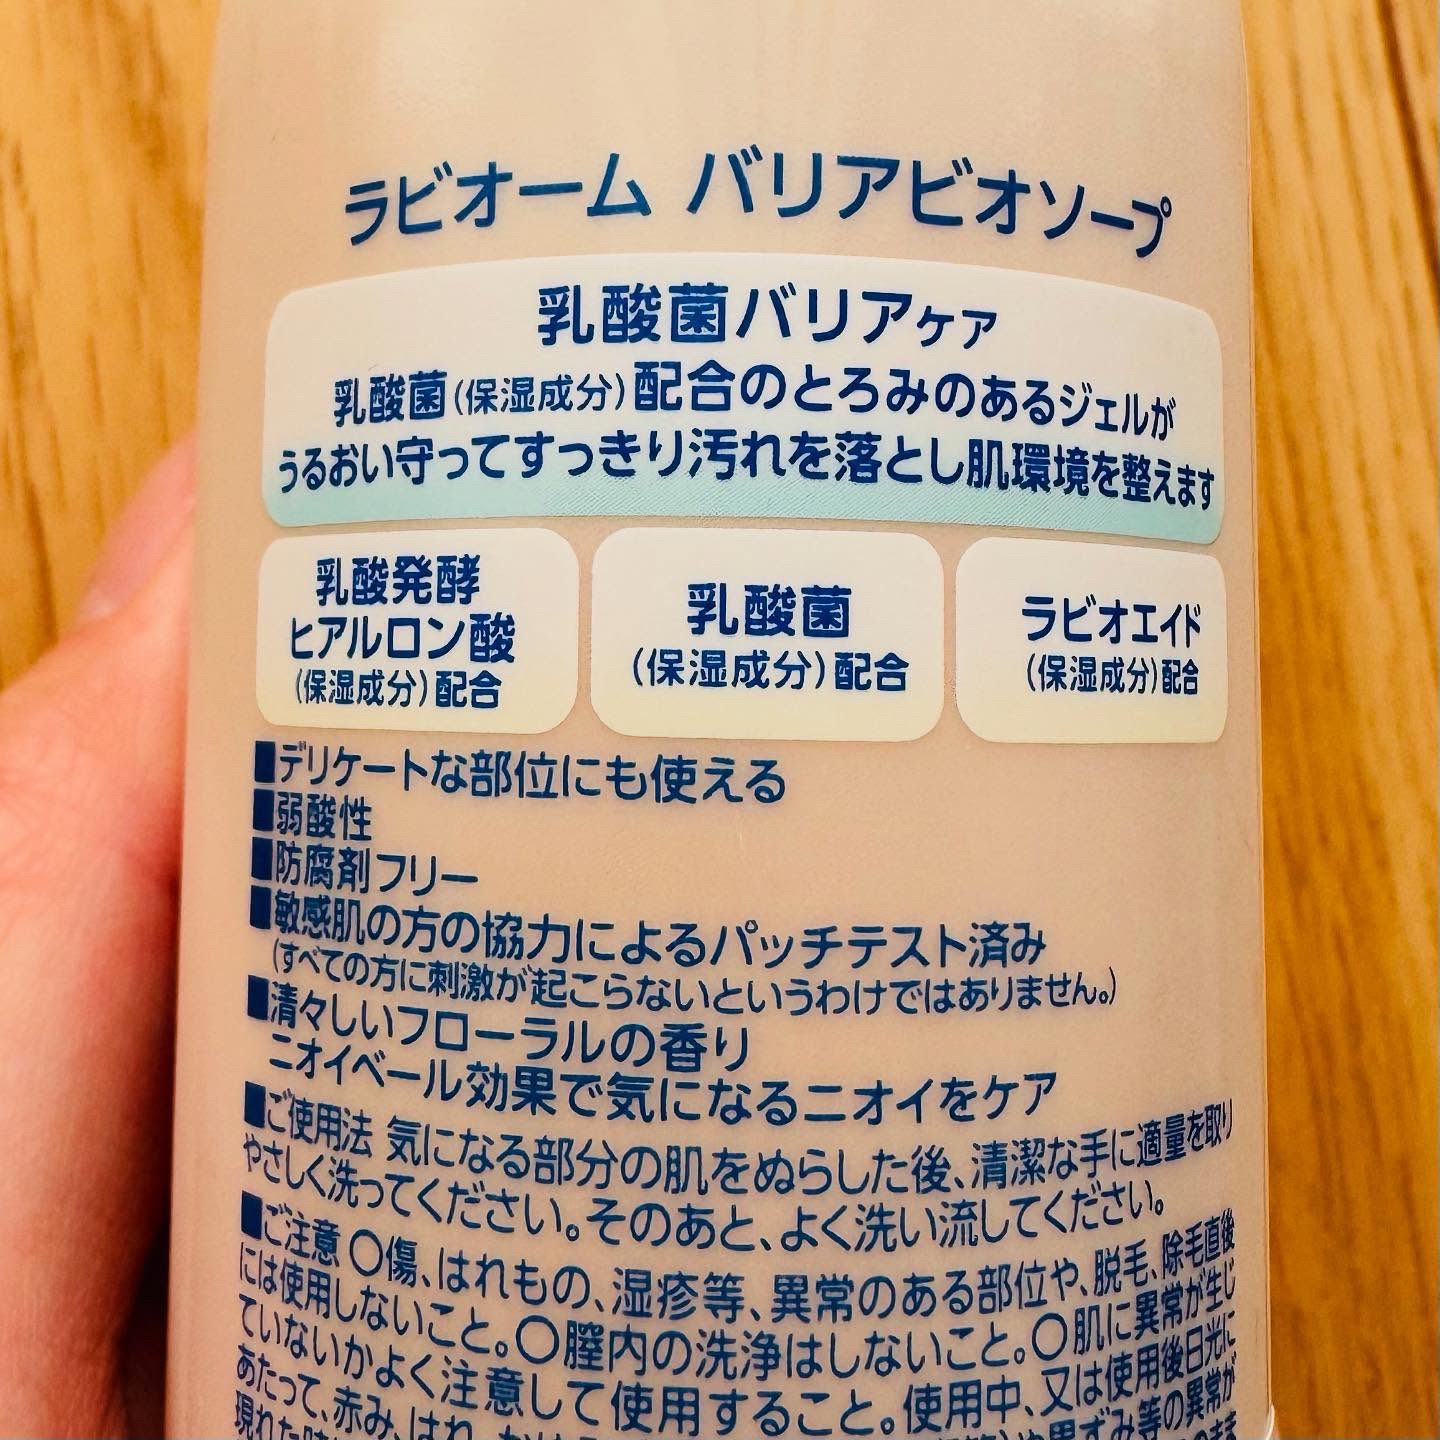 ラビオーム バリアビオソープ
乳酸菌バリアケア
乳酸菌(保湿成分)配合のとろみのあるジェルが
うるおい守ってすっきり汚れを落とし肌環境を整えます
乳酸発酵
ヒアルロン酸
(保湿成分)配合
乳酸菌
(保湿成分)配合
ラビオエイド
(保湿成分)配合
■デリケートな部位にも使える
■弱酸性
■防腐剤フリー
■敏感肌の方の協力によるパッチテスト済み
(すべての方に刺激が起こらないというわけではありません。)
■清々しいフローラルの香り
ニオイベール効果で気になるニオイをケア
■ご使用法 気になる部分の肌をぬらした後、清潔な手に適量を取り
やさしく洗ってください。そのあと、よく洗い流してください。
■ご注意 ○傷、はれもの、湿疹等、異常のある部位や、脱毛、除毛直後
には使用しないこと。○膣内の洗浄はしないこと。○肌に異常が生じ
ていないかよく注意して使用すること。使用中、又は使用後日光に
あたって、赤み、はれ、